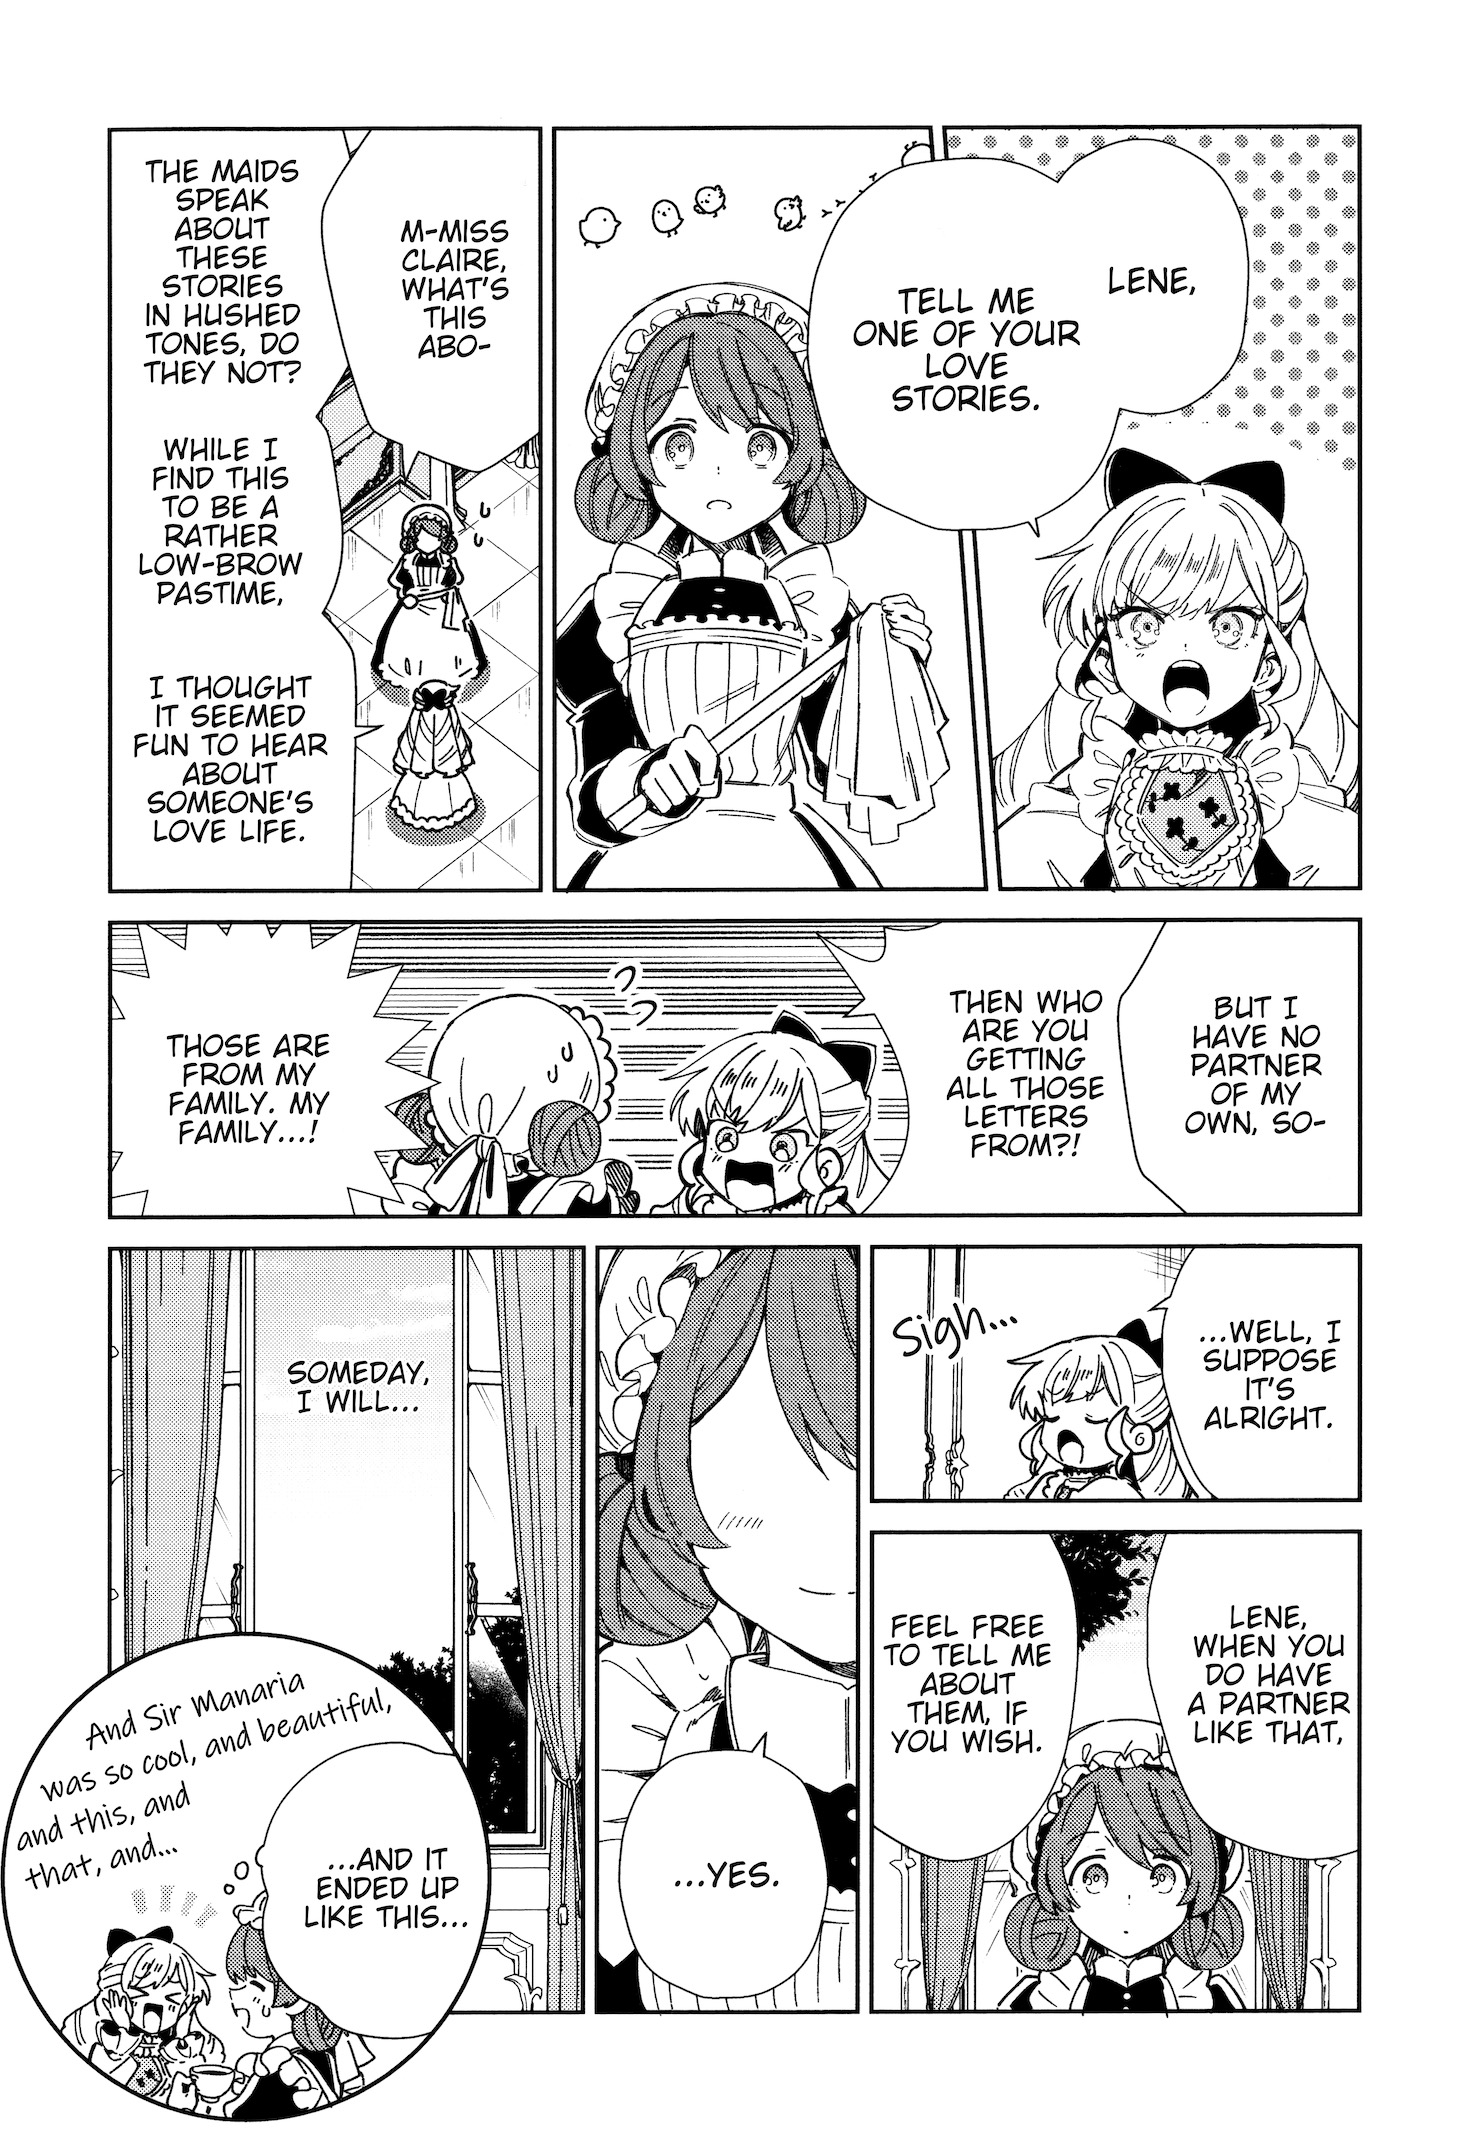 LENE,
TELL ME
ONE OF YOUR
LOVE
STORIES.
M-MISS
CLAIRE,
WHAT'S
THIS
ABO-
THE MAIDS
SPEAK
ABOUT
THESE
STORIES
IN HUSHED
TONES, DO
THEY NOT?
WHILE I
FIND THIS
TO BE A
RATHER
LOW-BROW
PASTIME,
I THOUGHT
IT SEEMED
FUN TO HEAR
ABOUT
SOMEONE'S
LOVE LIFE.
BUT I
HAVE NO
PARTNER
OF MY
OWN, SO-
THEN WHO
ARE YOU
GETTING
ALL THOSE
LETTERS
FROM?!
THOSE ARE
FROM MY
FAMILY. MY
FAMILY...!
...WELL, I
SUPPOSE
IT'S
ALRIGHT.
Sigh...
LENE,
WHEN YOU
DO HAVE
A PARTNER
LIKE THAT,
FEEL FREE
TO TELL ME
ABOUT
THEM, IF
YOU WISH.
...YES.
SOMEDAY,
I WILL...
And Sir Manaria
was so cool, and beautiful,
and this, and
that, and...
...AND IT
ENDED UP
LIKE THIS...